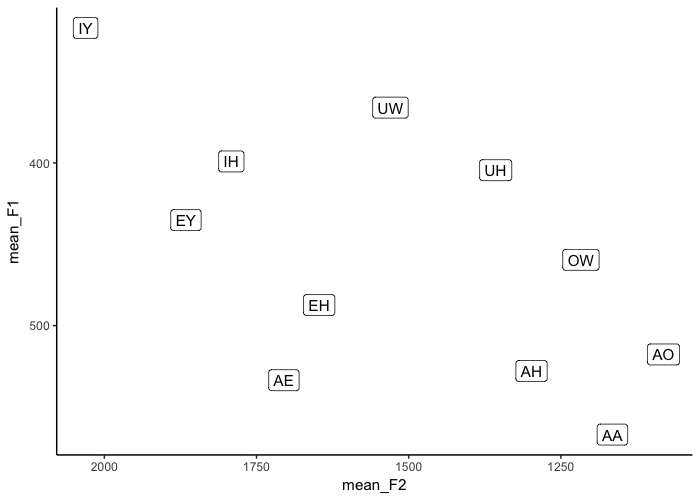 IY
UW
400
IH
UH
EY
OW
mean_F1
EH
500
AO
AH
AE
AA
2000
1750
1500
1250
mean_F2